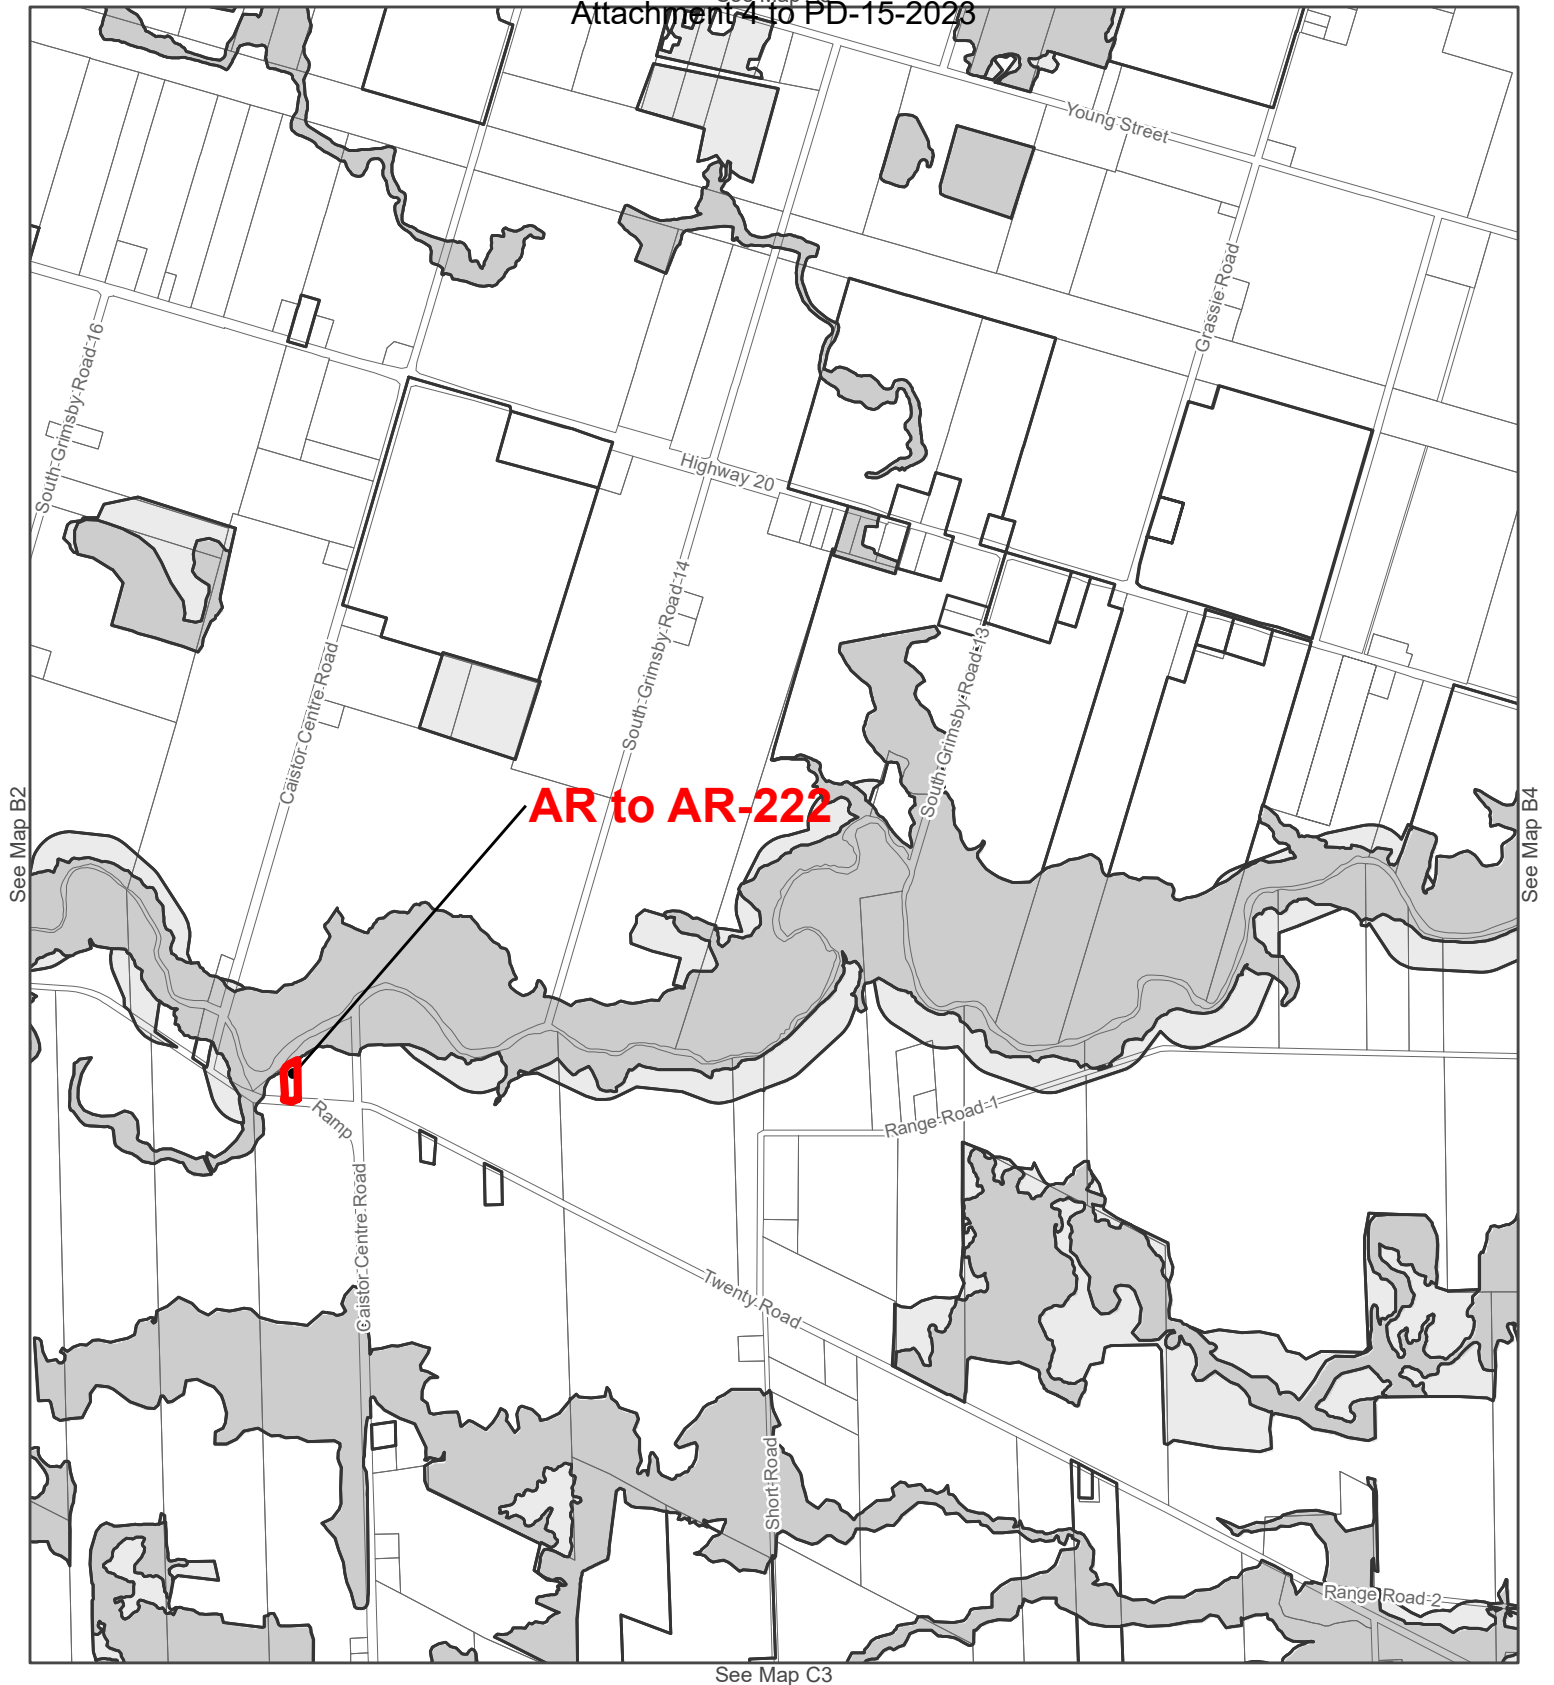 Attachment 4 to PD-15-2023
Young Street
Grassie Road
South Grimsby Road 16
Highway 20
South Grimsby Road 14
South Grimsby Road 13
Caistor Centre Road
See Map B2
AR to AR-222
See Map B4
Ramp
Range Road 1
Caistor Centre Road
Twenty Road
Short Road
Range Road 2
See Map C3